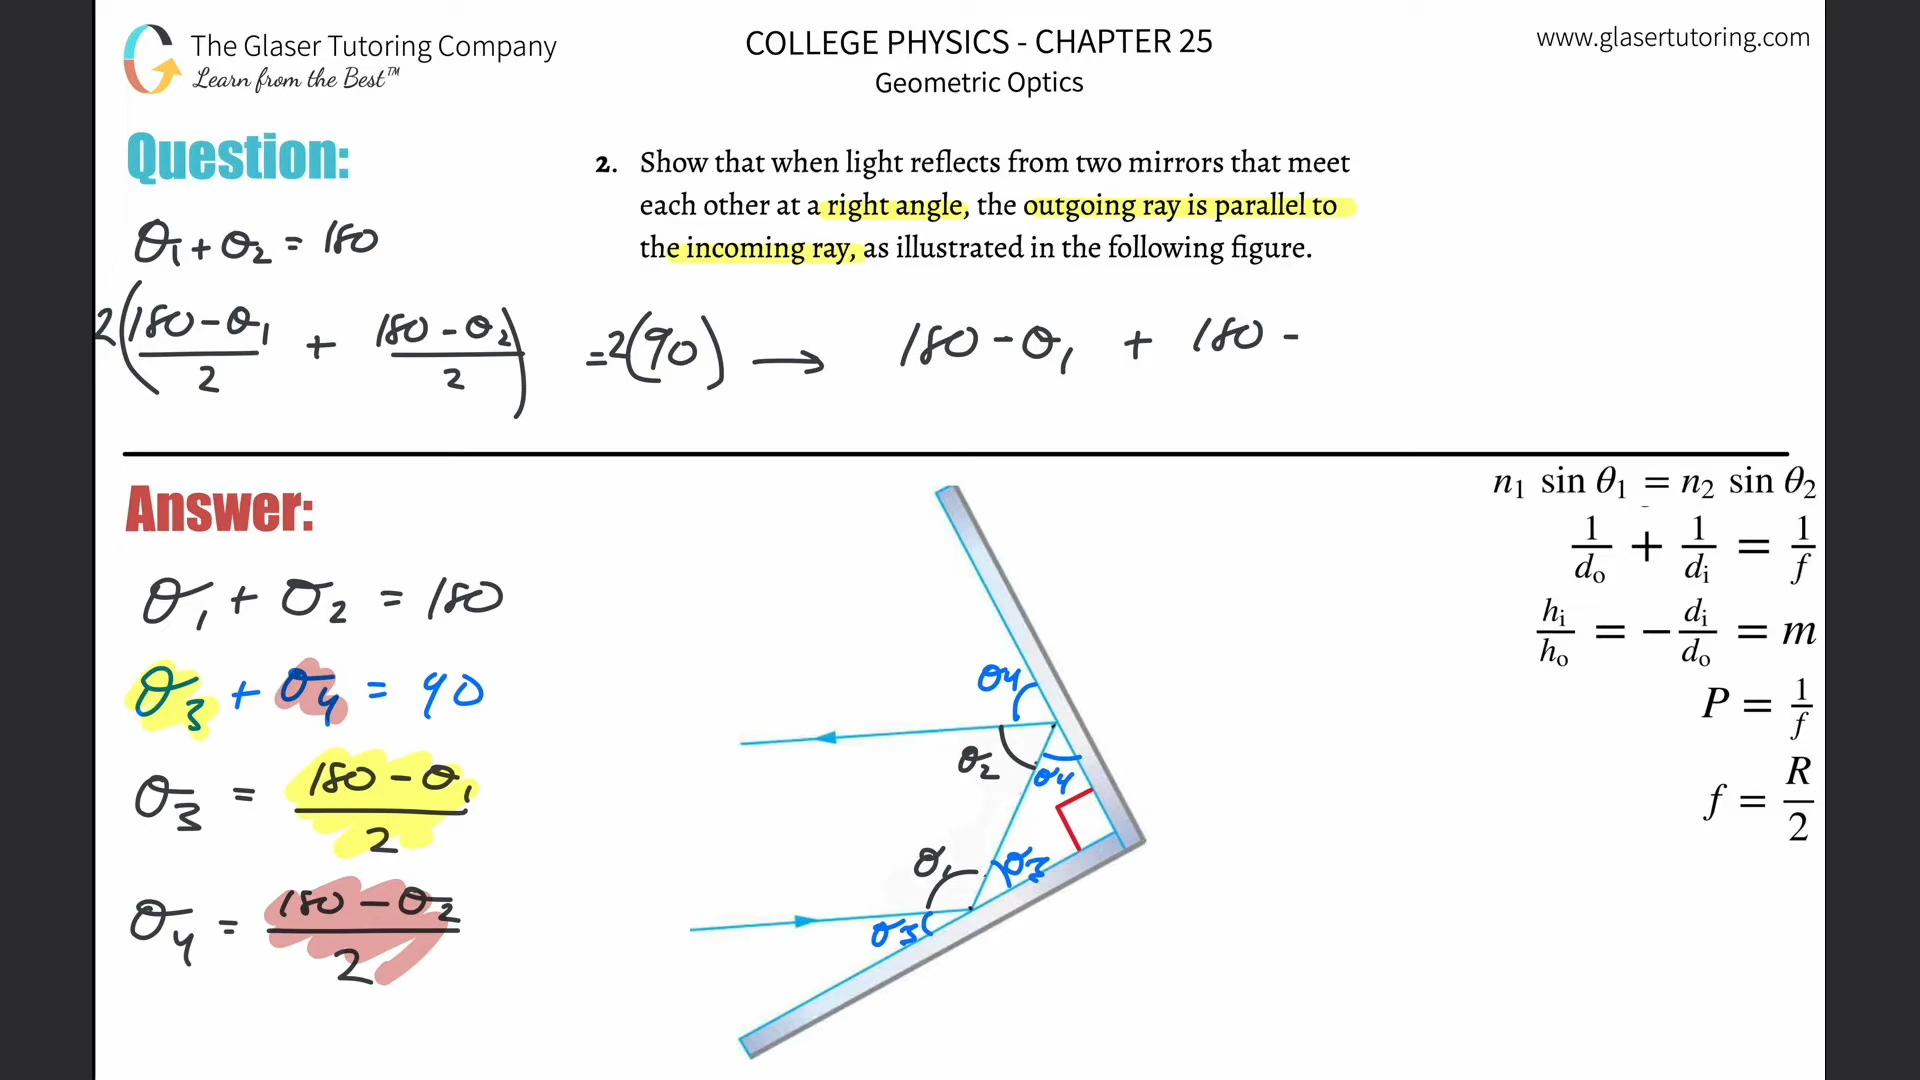 The Glaser Tutoring Company
Learn from the Best™
COLLEGE PHYSICS - CHAPTER 25
Geometric Optics
www.glasertutoring.com
Question:
2. Show that when light reflects from two mirrors that meet
each other at a right angle, the outgoing ray is parallel to
the incoming ray, as illustrated in the following figure.
θ₁ + θ₂ = 180
2((180 - θ₁)/2 + (180 - θ₂)/2) = 2(90) → 180 - θ₁ + 180 -
Answer:
θ₁ + θ₂ = 180
θ₃ + θ₄ = 90
θ₃ = (180 - θ₁)/2
θ₄ = (180 - θ₂)/2
θ₄
θ₂
θ₄
θ₁
θ₃
θ₃
n₁ sin θ₁ = n₂ sin θ₂
1/dₒ + 1/dᵢ = 1/f
hᵢ/hₒ = - dᵢ/dₒ = m
P = 1/f
f = R/2